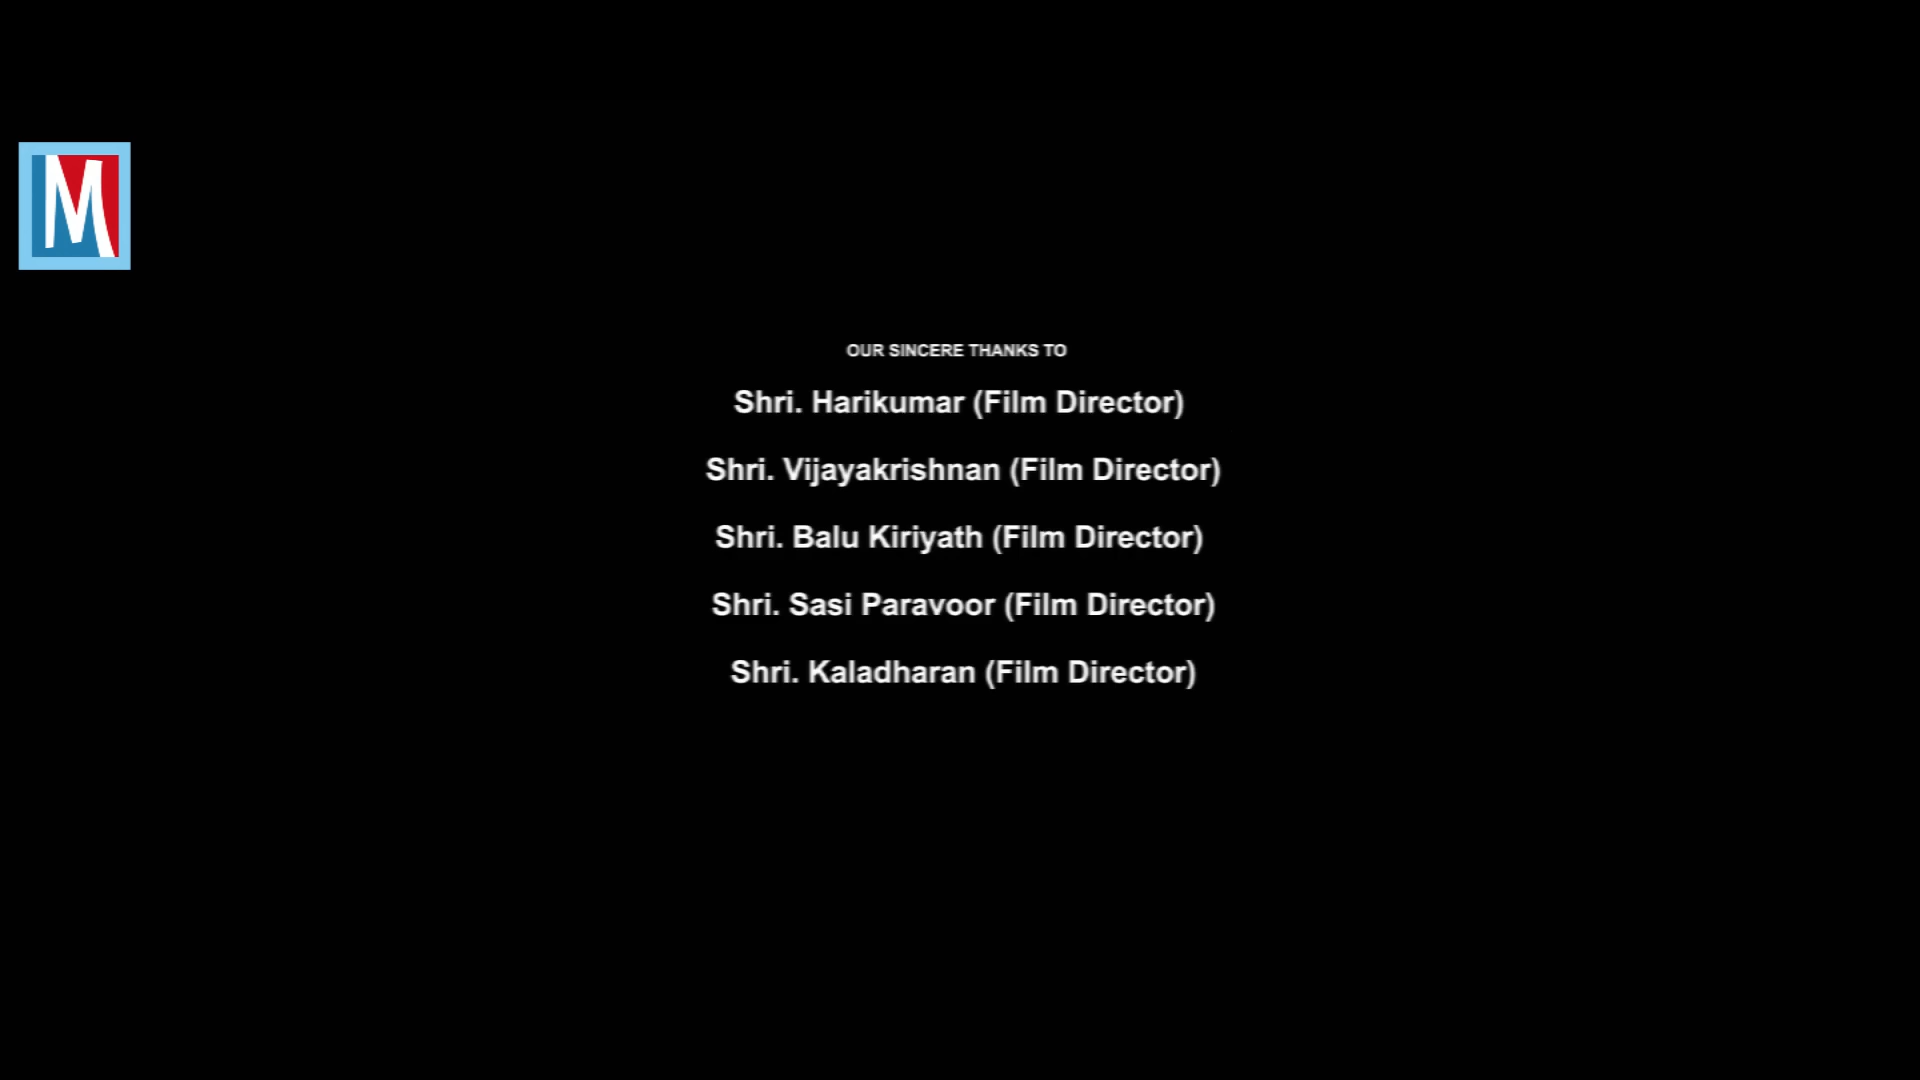 M
OUR SINCERE THANKS TO
Shri. Harikumar (Film Director)
Shri. Vijayakrishnan (Film Director)
Shri. Balu Kiriyath (Film Director)
Shri. Sasi Paravoor (Film Director)
Shri. Kaladharan (Film Director)